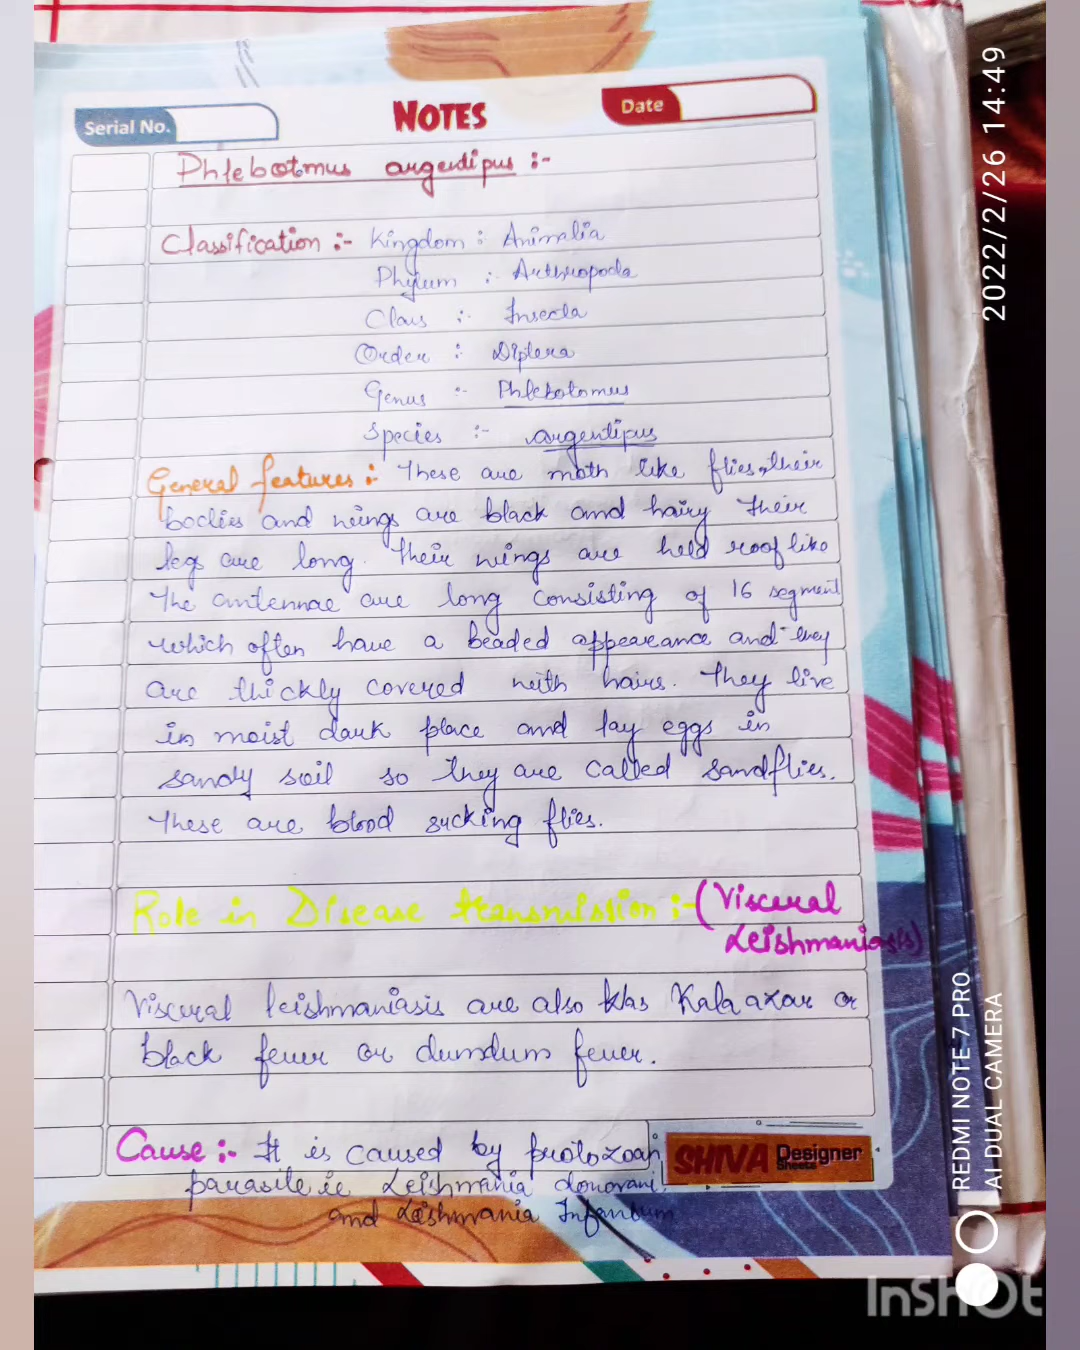 Serial No.
NOTES
Date
Phlebotmus argentipus :-
Classification :- Kingdom : Animalia
Phylum :- Arthropoda
Class :- Insecta
Order : Diptera
Genus :- Phlebotomus
Species :- argentipus
General features :- These are moth like flies, their
bodies and wings are black and hairy Their
legs are long. Their wings are held roof like
The antennae are long consisting of 16 segment
which often have a beaded appearance and they
are thickly covered with hairs. They live
in moist dark place and lay eggs in
sandy soil so they are called sandflies.
These are blood sucking flies.
Role in Disease transmission :- (Visceral
Leishmaniasis)
Visceral leishmaniasis are also k/as Kala azar or
black fever or dumdum fever.
Cause :- It is caused by protozoan
parasite ie Leishmania donovani
and Leishmania Infantum
SHIVA Designer
Sheets
2022/2/26 14:49
REDMI NOTE 7 PRO
AI DUAL CAMERA
InShOt